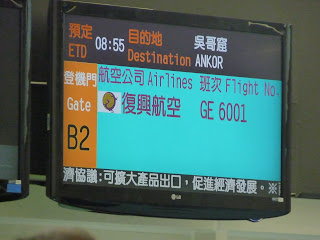 預定 目的地 吳哥窟
ETD 08:55 Destination ANKOR
登機門 航空公司 Airlines 班次 Flight No.
Gate 復興航空 GE 6001
B2
濟協議:可擴大產品出口,促進經濟發展。※
LG